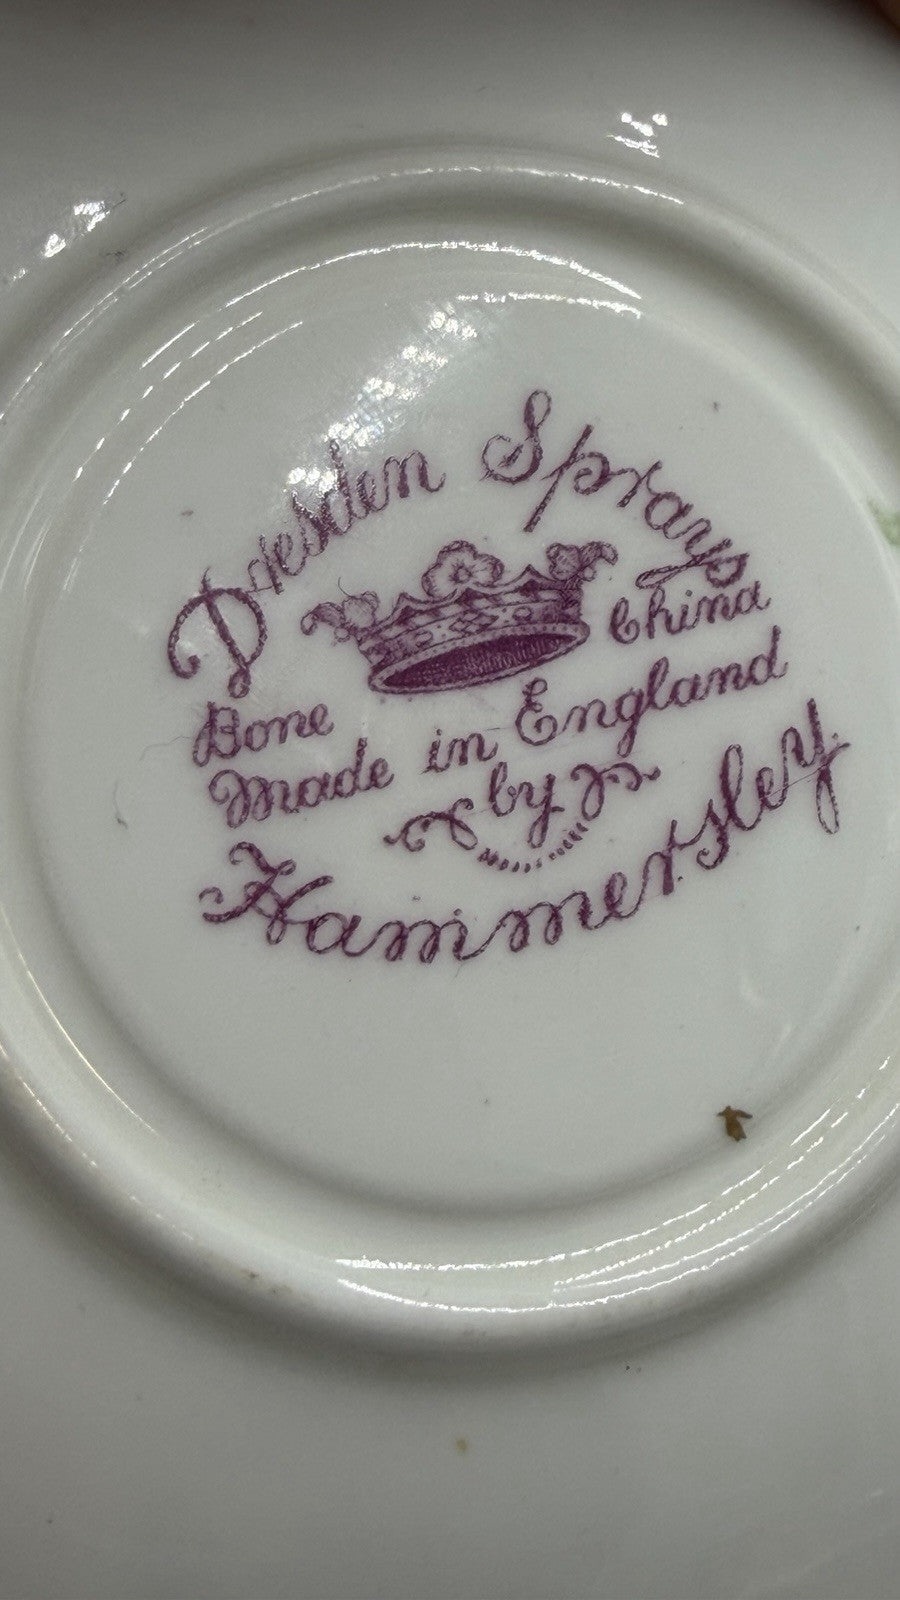 Dresden Sprays
Bone China
Made in England
by
Hammersley